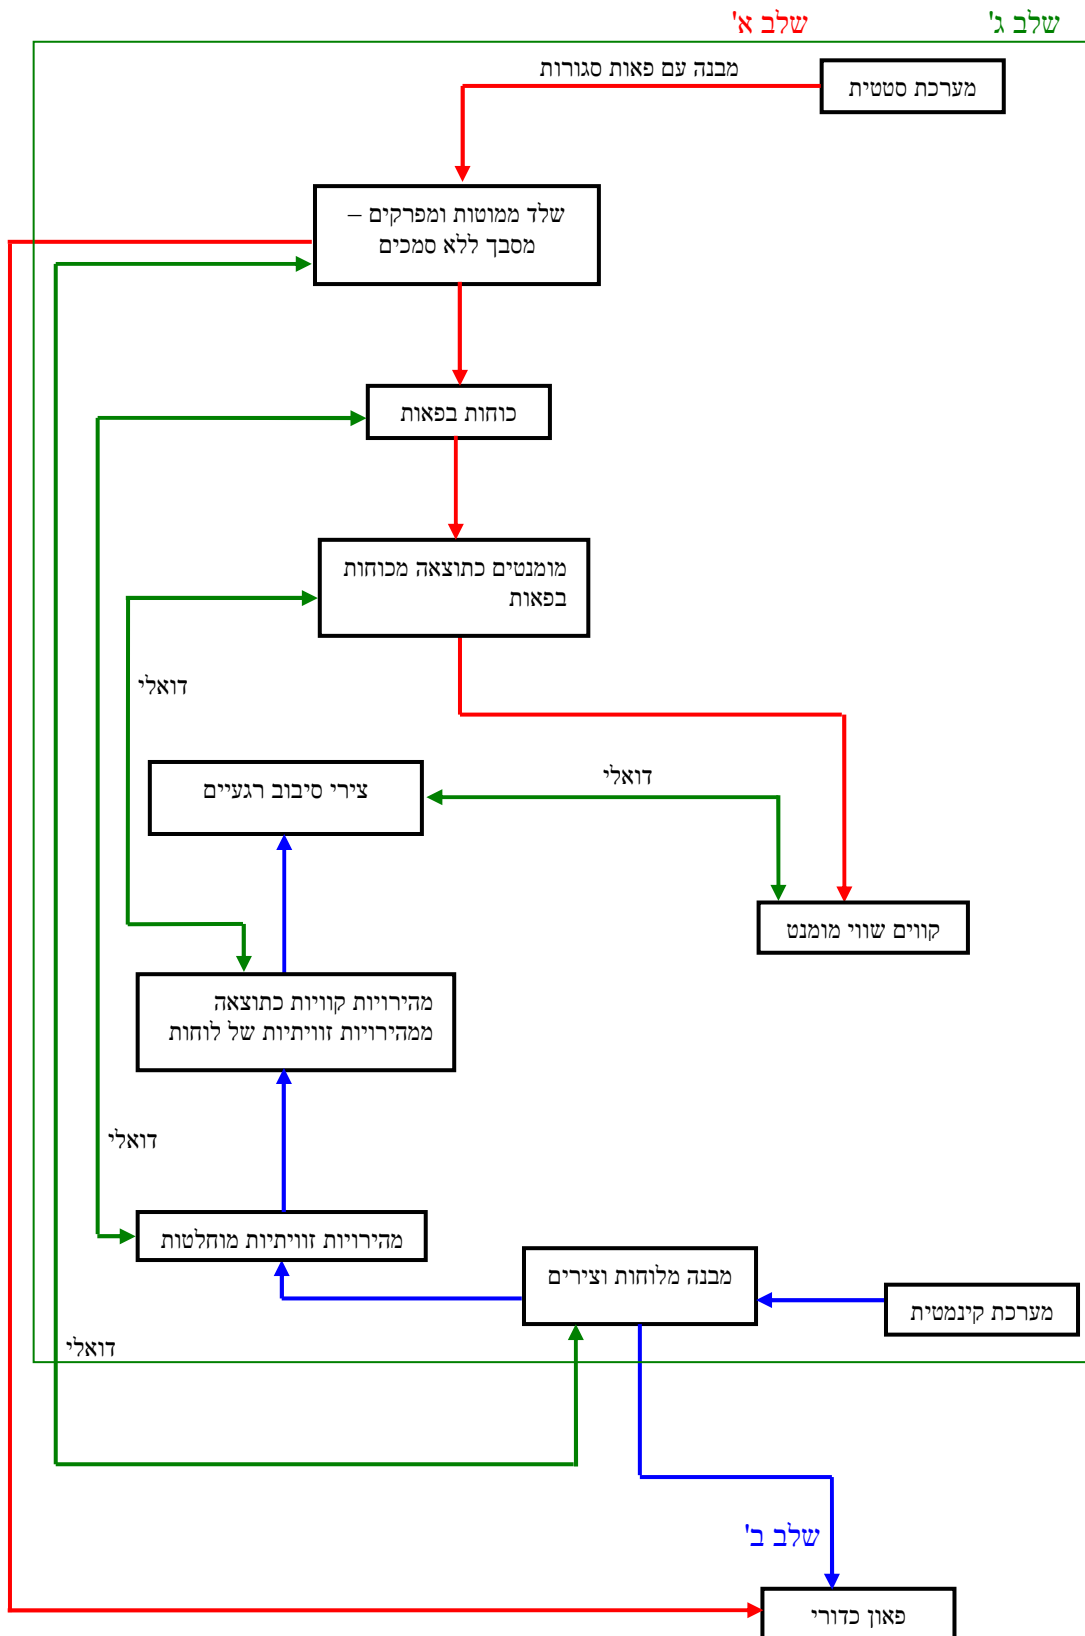 שלב ג'
שלב א'
מבנה עם פאות סגורות
מערכת סטטית
שלד ממוטות ומפרקים –
מסבך ללא סמכים
כוחות בפאות
מומנטים כתוצאה מכוחות
בפאות
דואלי
דואלי
צירי סיבוב רגעיים
קווים שווי מומנט
מהירויות קוויות כתוצאה
ממהירויות זוויתיות של לוחות
דואלי
מהירויות זוויתיות מוחלטות
מבנה מלוחות וצירים
מערכת קינמטית
דואלי
שלב ב'
פאון כדורי